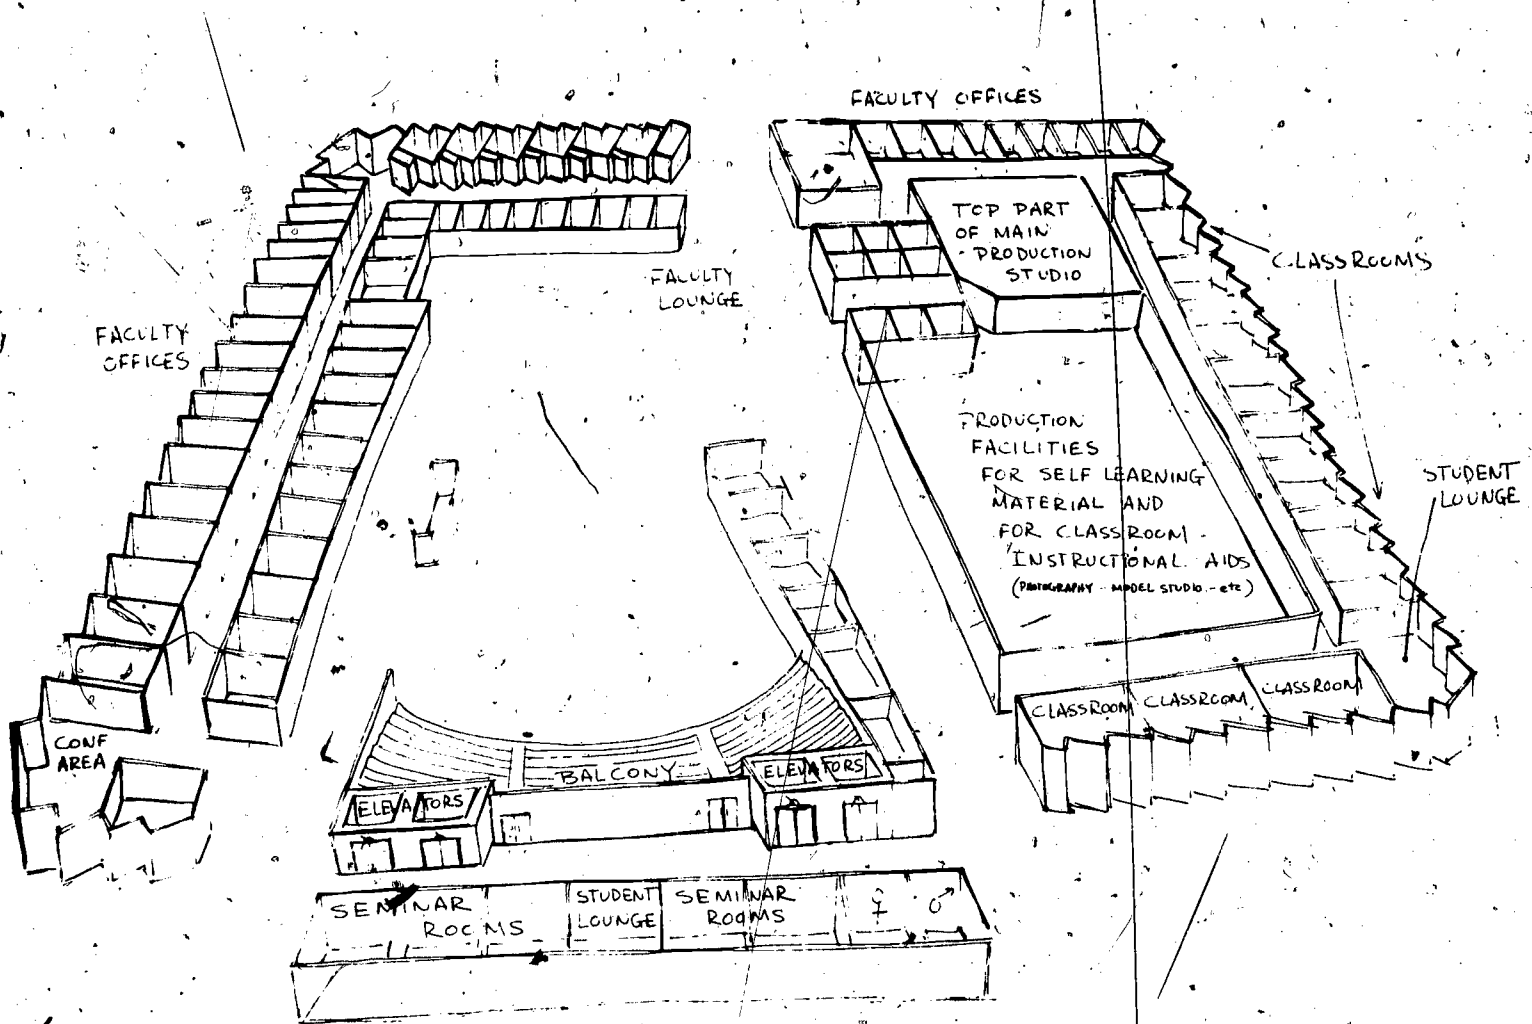 FACULTY OFFICES
TOP PART
OF MAIN
PRODUCTION
STUDIO
CLASSROOMS
FACULTY
LOUNGE
FACULTY
OFFICES
PRODUCTION
FACILITIES
FOR SELF LEARNING
MATERIAL AND
FOR CLASSROOM
INSTRUCTIONAL AIDS
(PHOTOGRAPHY - MODEL STUDIO - etc)
STUDENT
LOUNGE
CLASSROOM CLASSROOM CLASSROOM
CONF
AREA
BALCONY
ELEVATORS
ELEVATORS
SEMINAR
ROOMS
STUDENT
LOUNGE
SEMINAR
ROOMS
♀ ♂